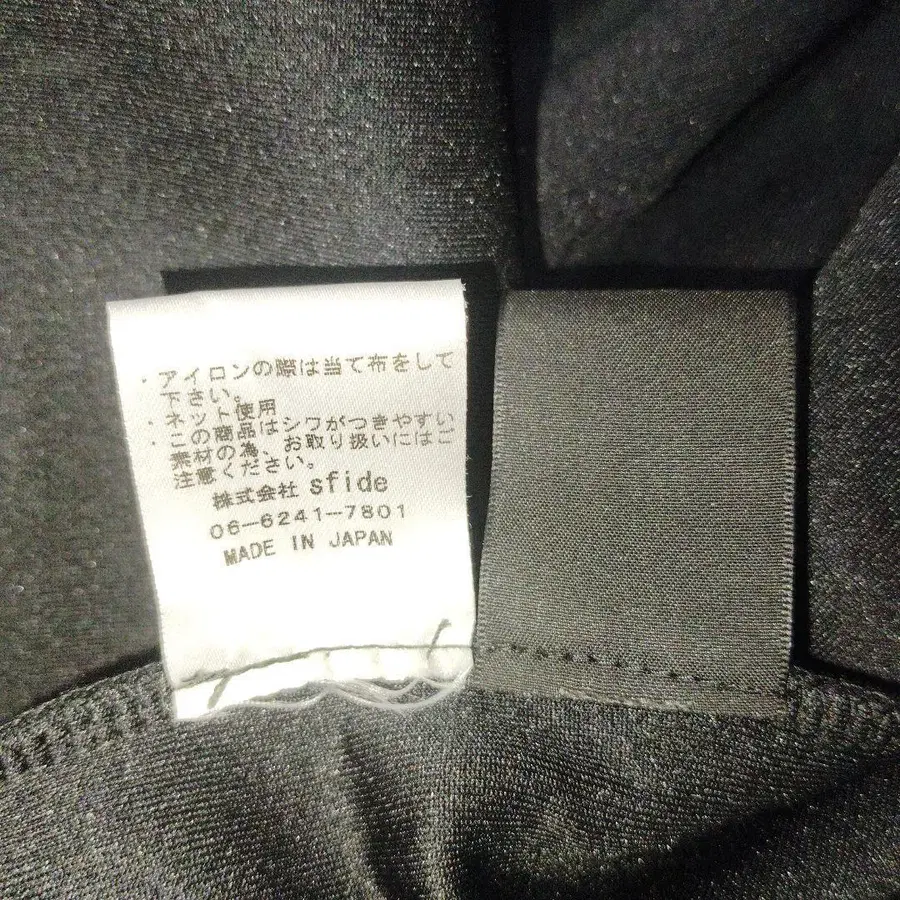 ・アイロンの際は当て布をして
下さい。
・ネット使用
・この商品はシワがつきやすい
素材の為、お取り扱いにはご
注意ください。
株式会社 sfide
06-6241-7801
MADE IN JAPAN